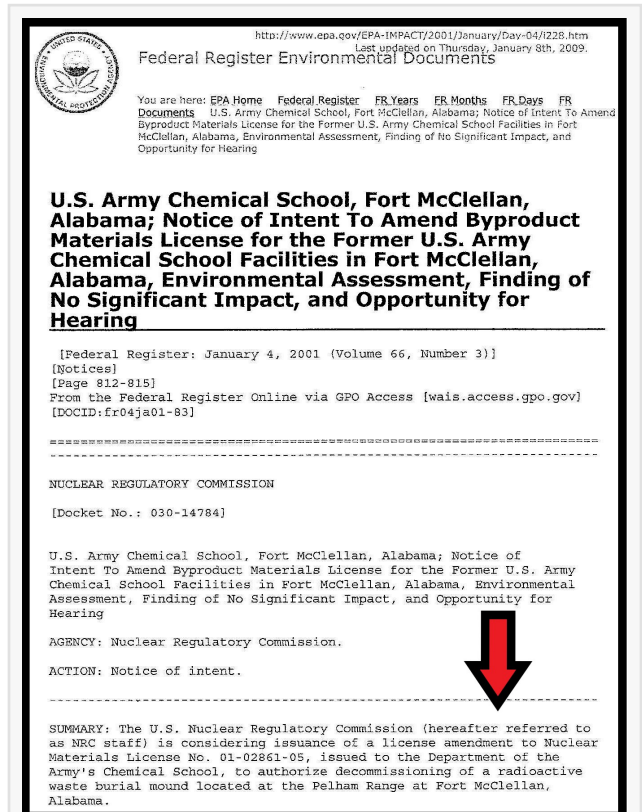 UNITED STATES
ENVIRONMENTAL PROTECTION AGENCY
http://www.epa.gov/EPA-IMPACT/2001/January/Day-04/i228.htm
Last updated on Thursday, January 8th, 2009.
Federal Register Environmental Documents
You are here: EPA Home Federal Register FR Years FR Months FR Days FR
Documents U.S. Army Chemical School, Fort McClellan, Alabama; Notice of Intent To Amend
Byproduct Materials License for the Former U.S. Army Chemical School Facilities in Fort
McClellan, Alabama, Environmental Assessment, Finding of No Significant Impact, and
Opportunity for Hearing
U.S. Army Chemical School, Fort McClellan,
Alabama; Notice of Intent To Amend Byproduct
Materials License for the Former U.S. Army
Chemical School Facilities in Fort McClellan,
Alabama, Environmental Assessment, Finding of
No Significant Impact, and Opportunity for
Hearing
[Federal Register: January 4, 2001 (Volume 66, Number 3)]
[Notices]
[Page 812-815]
From the Federal Register Online via GPO Access [wais.access.gpo.gov]
[DOCID:fr04ja01-83]
NUCLEAR REGULATORY COMMISSION
[Docket No.: 030-14784]
U.S. Army Chemical School, Fort McClellan, Alabama; Notice of
Intent To Amend Byproduct Materials License for the Former U.S. Army
Chemical School Facilities in Fort McClellan, Alabama, Environmental
Assessment, Finding of No Significant Impact, and Opportunity for
Hearing
AGENCY: Nuclear Regulatory Commission.
ACTION: Notice of intent.
SUMMARY: The U.S. Nuclear Regulatory Commission (hereafter referred to
as NRC staff) is considering issuance of a license amendment to Nuclear
Materials License No. 01-02861-05, issued to the Department of the
Army's Chemical School, to authorize decommissioning of a radioactive
waste burial mound located at the Pelham Range at Fort McClellan,
Alabama.